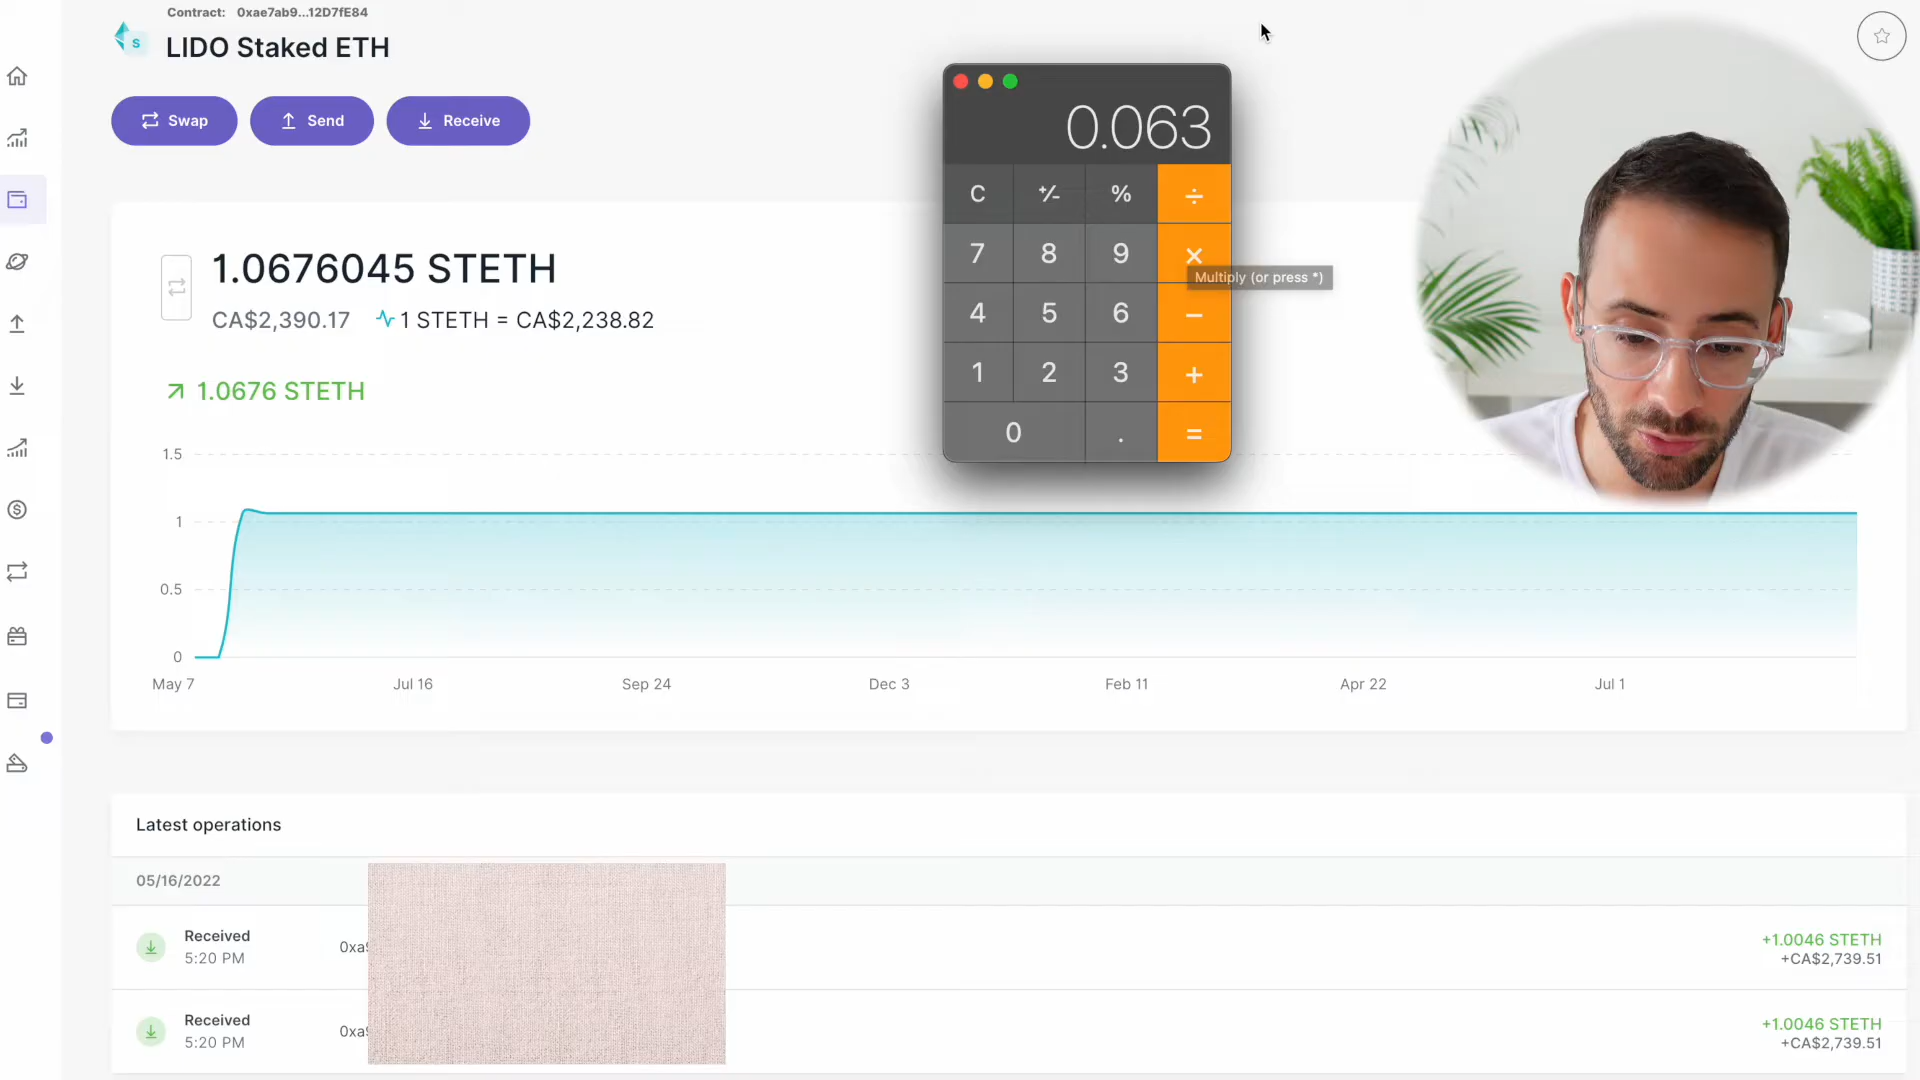 Contract: 0xae7ab9...12D7fE84
S
LIDO Staked ETH
Swap
Send
Receive
0.063
C
⁺⁄₋
%
÷
7
8
9
×
Multiply (or press *)
4
5
6
−
1
2
3
+
0
.
=
1.0676045 STETH
CA$2,390.17
1 STETH = CA$2,238.82
1.0676 STETH
1.5
1
0.5
0
May 7
Jul 16
Sep 24
Dec 3
Feb 11
Apr 22
Jul 1
Latest operations
05/16/2022
Received
5:20 PM
0xa9
+1.0046 STETH
+CA$2,739.51
Received
5:20 PM
0xa9
+1.0046 STETH
+CA$2,739.51